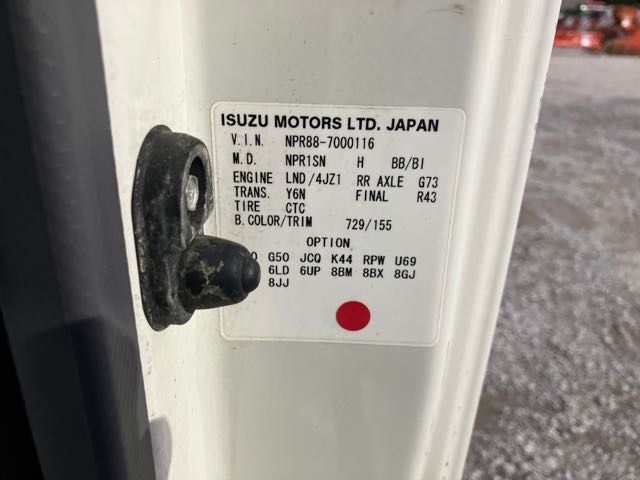 ISUZU MOTORS LTD. JAPAN
V.I.N. NPR88-7000116
M.D. NPR1SN H BB/BI
ENGINE LND/4JZ1 RR AXLE G73
TRANS. Y6N FINAL R43
TIRE CTC
B.COLOR/TRIM 729/155
OPTION
G50 JCQ K44 RPW U69
6LD 6UP 8BM 8BX 8GJ
8JJ